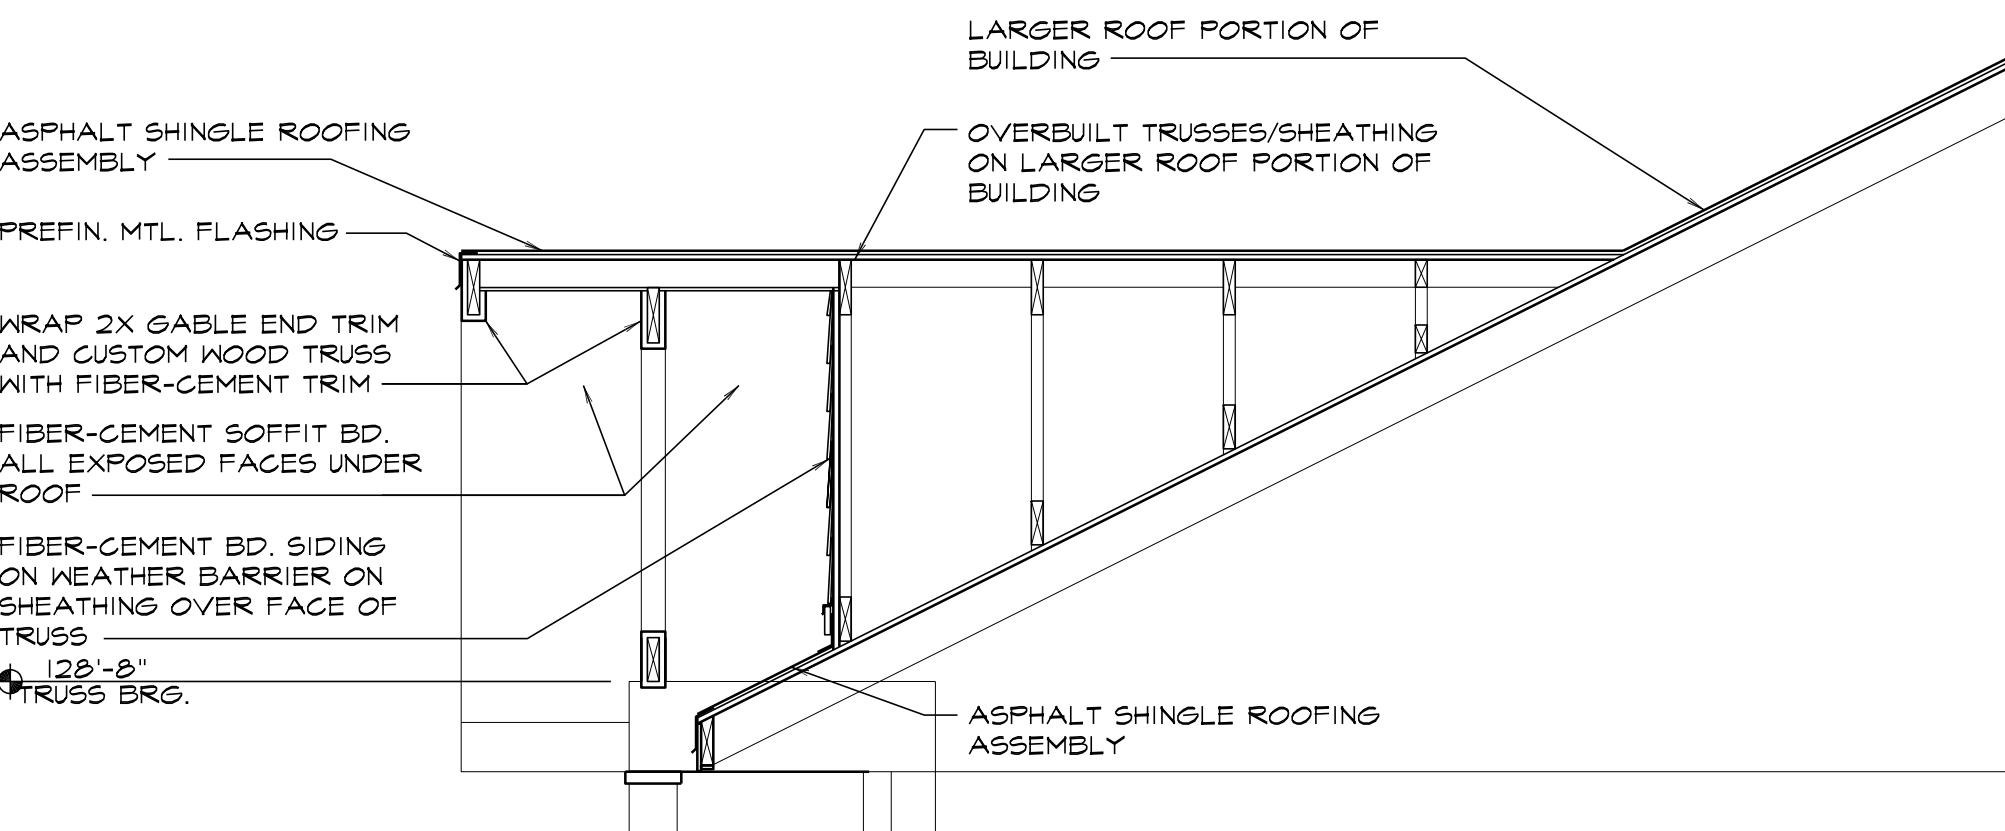 LARGER ROOF PORTION OF
BUILDING
ASPHALT SHINGLE ROOFING
ASSEMBLY
OVERBUILT TRUSSES/SHEATHING
ON LARGER ROOF PORTION OF
BUILDING
PREFIN. MTL. FLASHING
WRAP 2X GABLE END TRIM
AND CUSTOM WOOD TRUSS
WITH FIBER-CEMENT TRIM
FIBER-CEMENT SOFFIT BD.
ALL EXPOSED FACES UNDER
ROOF
FIBER-CEMENT BD. SIDING
ON WEATHER BARRIER ON
SHEATHING OVER FACE OF
TRUSS
128'-8"
TRUSS BRG.
ASPHALT SHINGLE ROOFING
ASSEMBLY